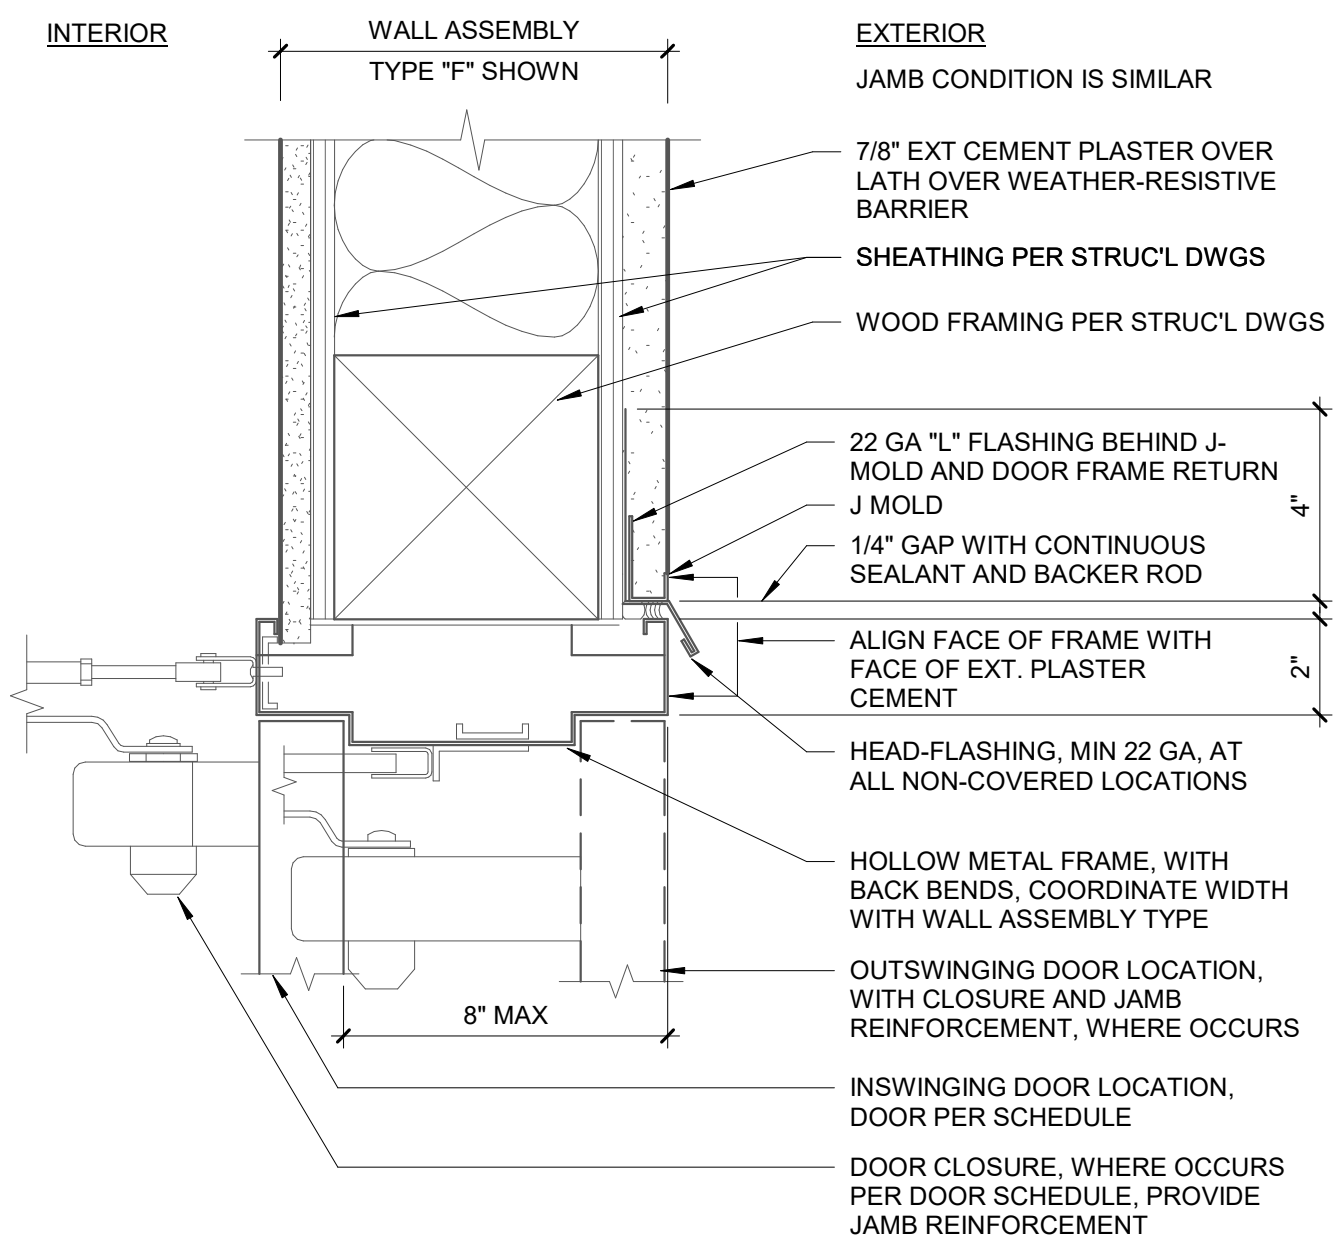 INTERIOR
WALL ASSEMBLY
TYPE "F" SHOWN
EXTERIOR
JAMB CONDITION IS SIMILAR
7/8" EXT CEMENT PLASTER OVER
LATH OVER WEATHER-RESISTIVE
BARRIER
SHEATHING PER STRUC'L DWGS
WOOD FRAMING PER STRUC'L DWGS
22 GA "L" FLASHING BEHIND J-
MOLD AND DOOR FRAME RETURN
J MOLD
1/4" GAP WITH CONTINUOUS
SEALANT AND BACKER ROD
4"
ALIGN FACE OF FRAME WITH
FACE OF EXT. PLASTER
CEMENT
2"
HEAD-FLASHING, MIN 22 GA, AT
ALL NON-COVERED LOCATIONS
HOLLOW METAL FRAME, WITH
BACK BENDS, COORDINATE WIDTH
WITH WALL ASSEMBLY TYPE
OUTSWINGING DOOR LOCATION,
WITH CLOSURE AND JAMB
REINFORCEMENT, WHERE OCCURS
8" MAX
INSWINGING DOOR LOCATION,
DOOR PER SCHEDULE
DOOR CLOSURE, WHERE OCCURS
PER DOOR SCHEDULE, PROVIDE
JAMB REINFORCEMENT